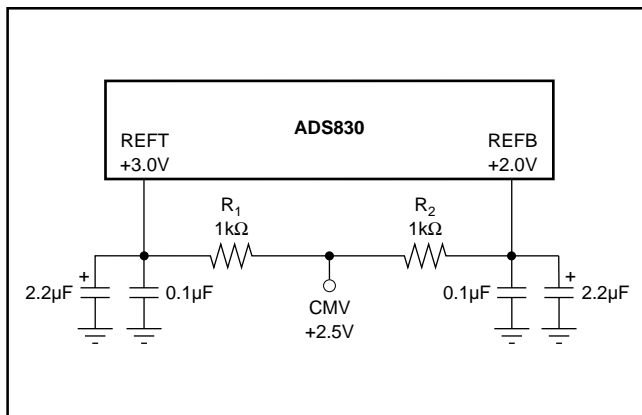 ADS830
REFT
+3.0V
REFB
+2.0V
R1
1kΩ
R2
1kΩ
+
2.2µF
0.1µF
CMV
+2.5V
0.1µF
+
2.2µF